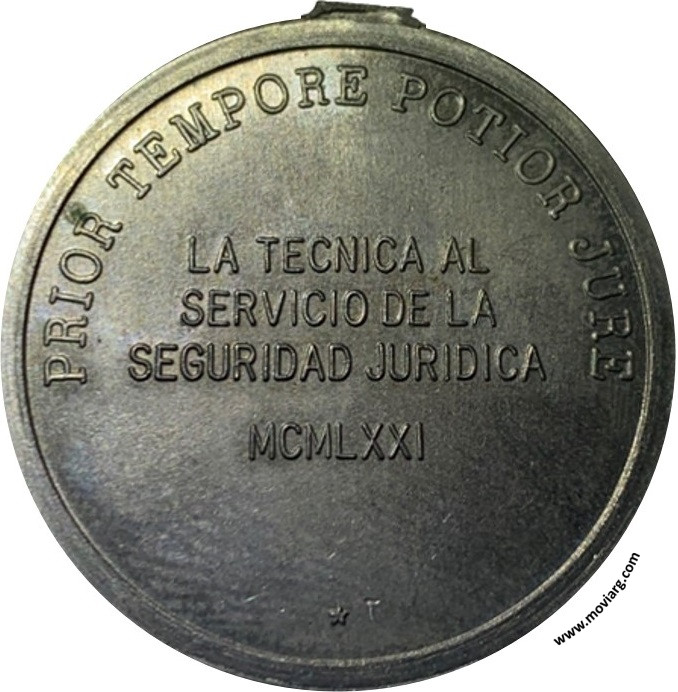 PRIOR TEMPORE POTIOR JURE
LA TECNICA AL
SERVICIO DE LA
SEGURIDAD JURIDICA
MCMLXXI
★ T
www.moviarg.com